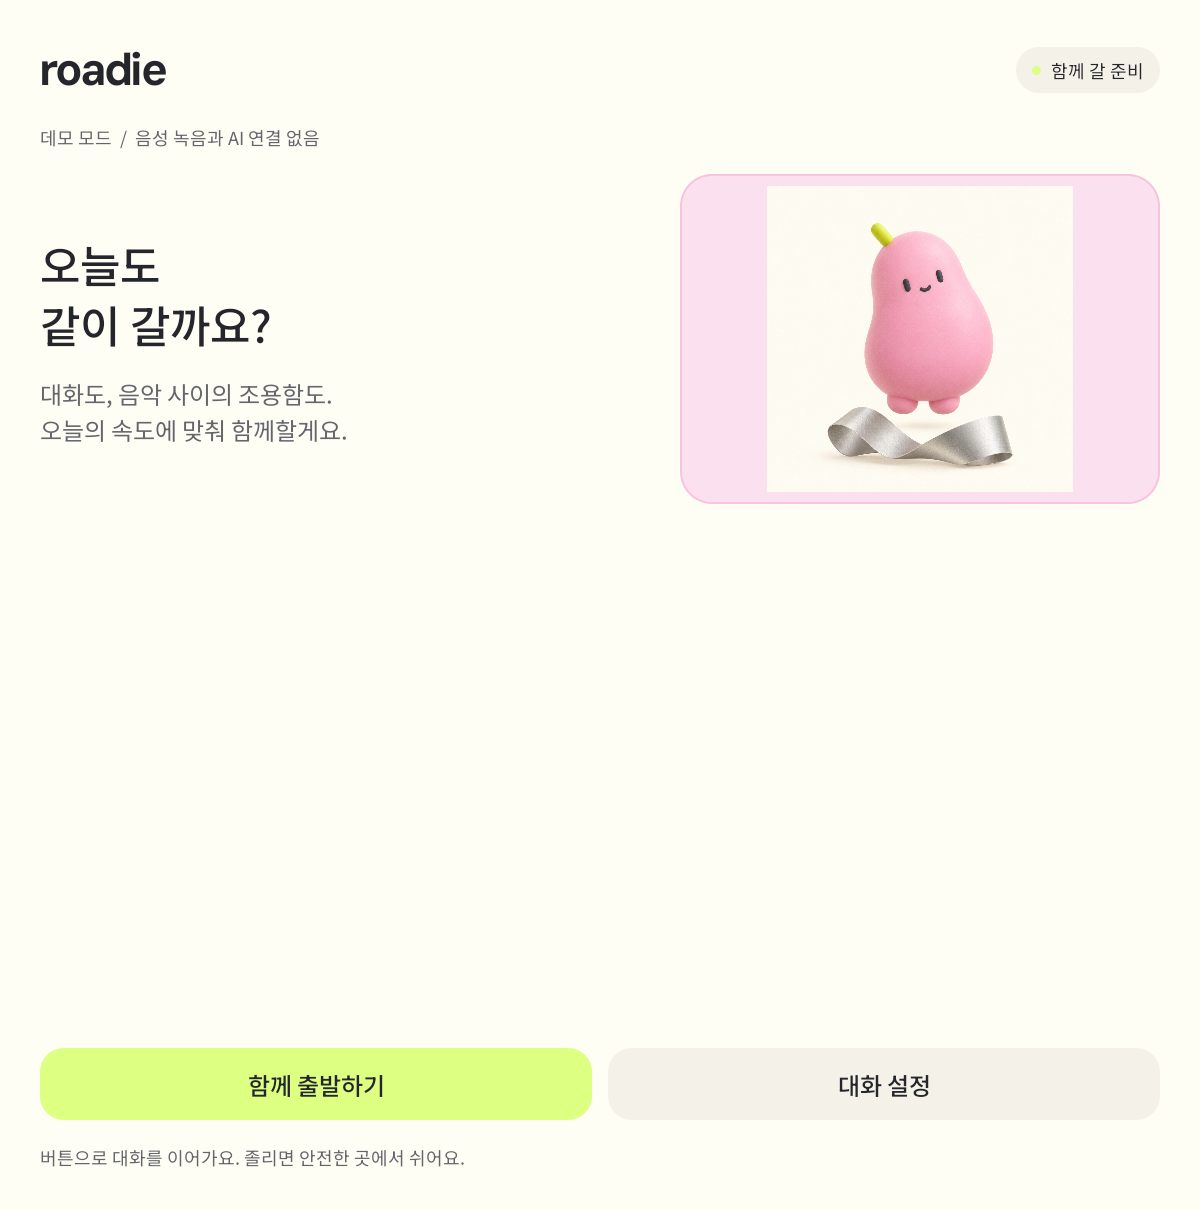 roadie
함께 갈 준비
데모 모드 / 음성 녹음과 AI 연결 없음
오늘도
같이 갈까요?
대화도, 음악 사이의 조용함도.
오늘의 속도에 맞춰 함께할게요.
함께 출발하기
대화 설정
버튼으로 대화를 이어가요. 졸리면 안전한 곳에서 쉬어요.